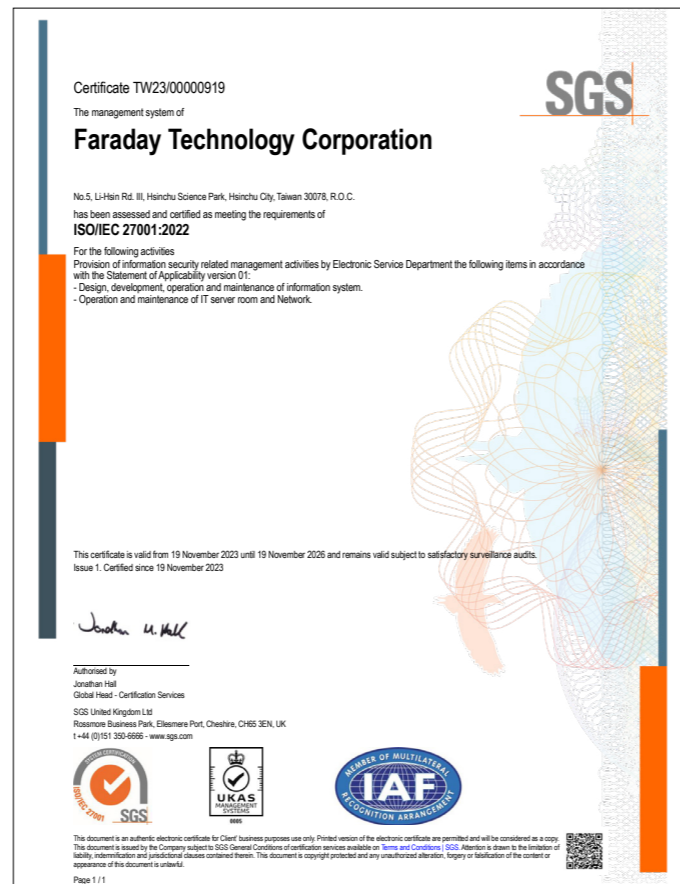 SGS
Certificate TW23/00000919
The management system of
Faraday Technology Corporation
No.5, Li-Hsin Rd. III, Hsinchu Science Park, Hsinchu City, Taiwan 30078, R.O.C.
has been assessed and certified as meeting the requirements of
ISO/IEC 27001:2022
For the following activities
Provision of information security related management activities by Electronic Service Department the following items in accordance
with the Statement of Applicability version 01:
- Design, development, operation and maintenance of information system.
- Operation and maintenance of IT server room and Network.
This certificate is valid from 19 November 2023 until 19 November 2026 and remains valid subject to satisfactory surveillance audits.
Issue 1. Certified since 19 November 2023
Jonathan M. Hall
Authorised by
Jonathan Hall
Global Head - Certification Services
SGS United Kingdom Ltd
Rossmore Business Park, Ellesmere Port, Cheshire, CH65 3EN, UK
t +44 (0)151 350-6666 - www.sgs.com
SYSTEM CERTIFICATION
ISO/IEC 27001
SGS
UKAS
MANAGEMENT
SYSTEMS
0005
MEMBER OF MULTILATERAL
IAF
RECOGNITION ARRANGEMENT
This document is an authentic electronic certificate for Client' business purposes use only. Printed version of the electronic certificate are permitted and will be considered as a copy.
This document is issued by the Company subject to SGS General Conditions of certification services available on Terms and Conditions | SGS. Attention is drawn to the limitation of
liability, indemnification and jurisdictional clauses contained therein. This document is copyright protected and any unauthorized alteration, forgery or falsification of the content or
appearance of this document is unlawful.
Page 1 / 1